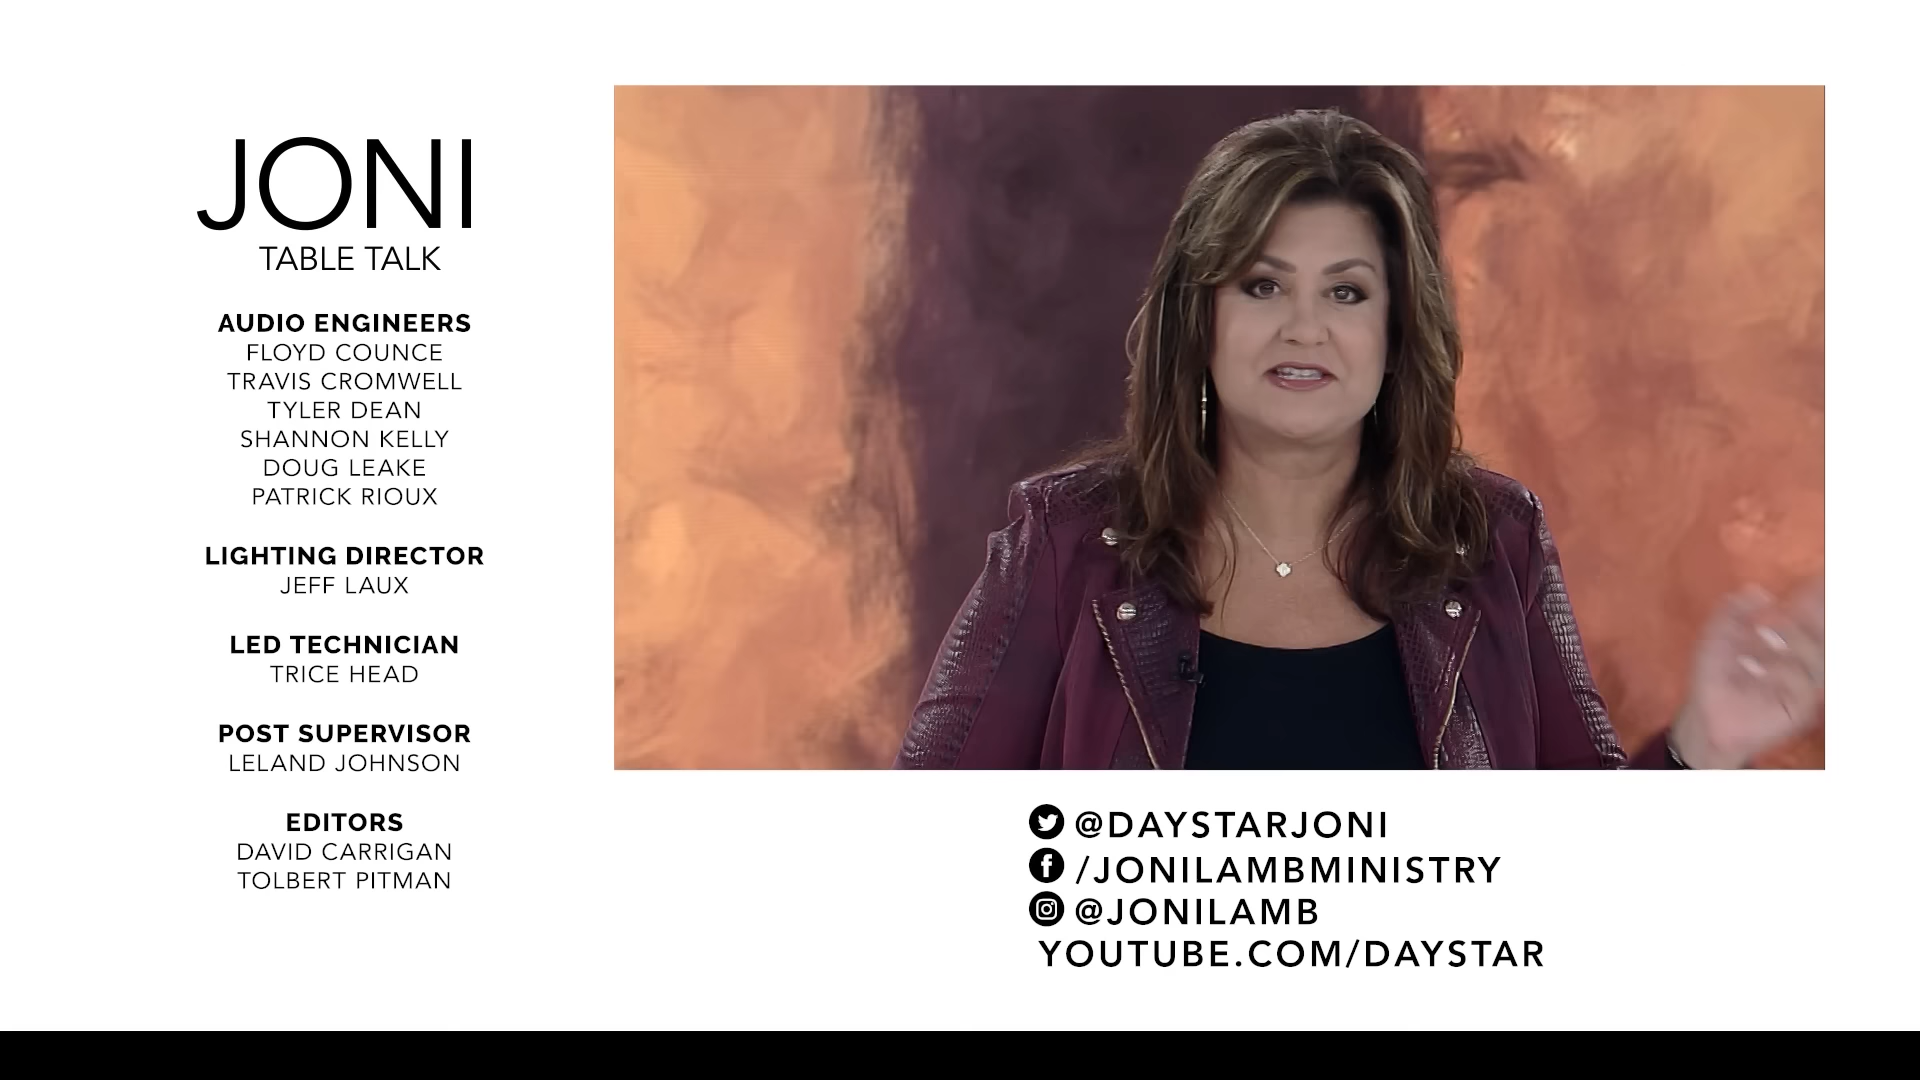 JONI
TABLE TALK
AUDIO ENGINEERS
FLOYD COUNCE
TRAVIS CROMWELL
TYLER DEAN
SHANNON KELLY
DOUG LEAKE
PATRICK RIOUX
LIGHTING DIRECTOR
JEFF LAUX
LED TECHNICIAN
TRICE HEAD
POST SUPERVISOR
LELAND JOHNSON
EDITORS
DAVID CARRIGAN
TOLBERT PITMAN
@DAYSTARJONI
/JONILAMBMINISTRY
@JONILAMB
YOUTUBE.COM/DAYSTAR